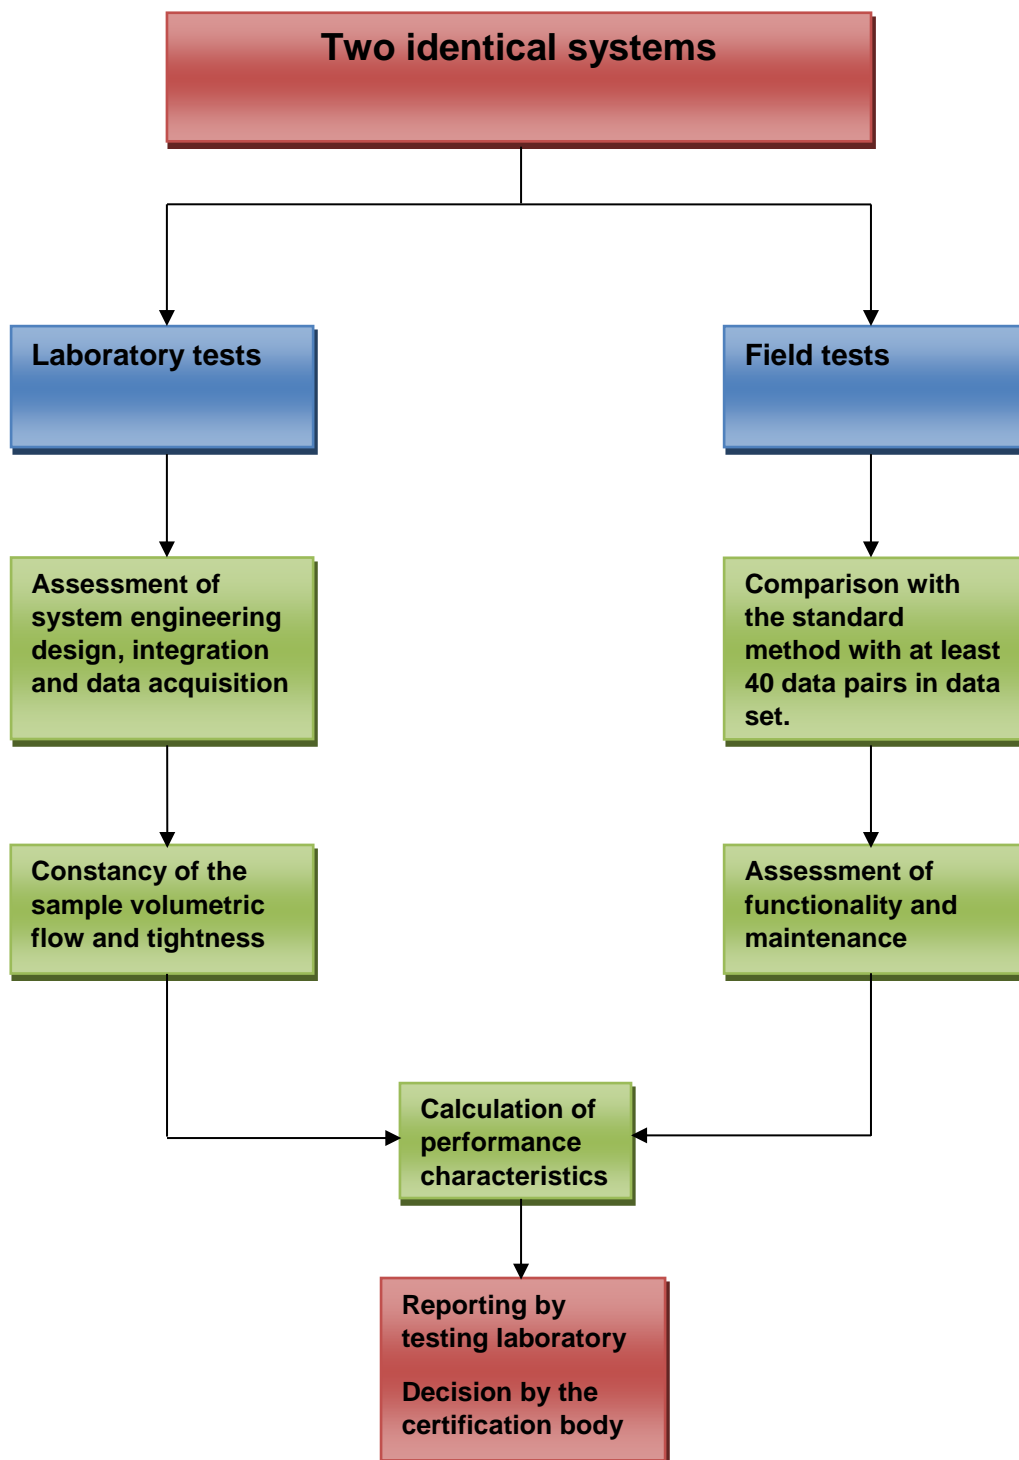 Two identical systems
Laboratory tests
Field tests
Assessment of
system engineering
design, integration
and data acquisition
Comparison with
the standard
method with at least
40 data pairs in data
set.
Constancy of the
sample volumetric
flow and tightness
Assessment of
functionality and
maintenance
Calculation of
performance
characteristics
Reporting by
testing laboratory
Decision by the
certification body